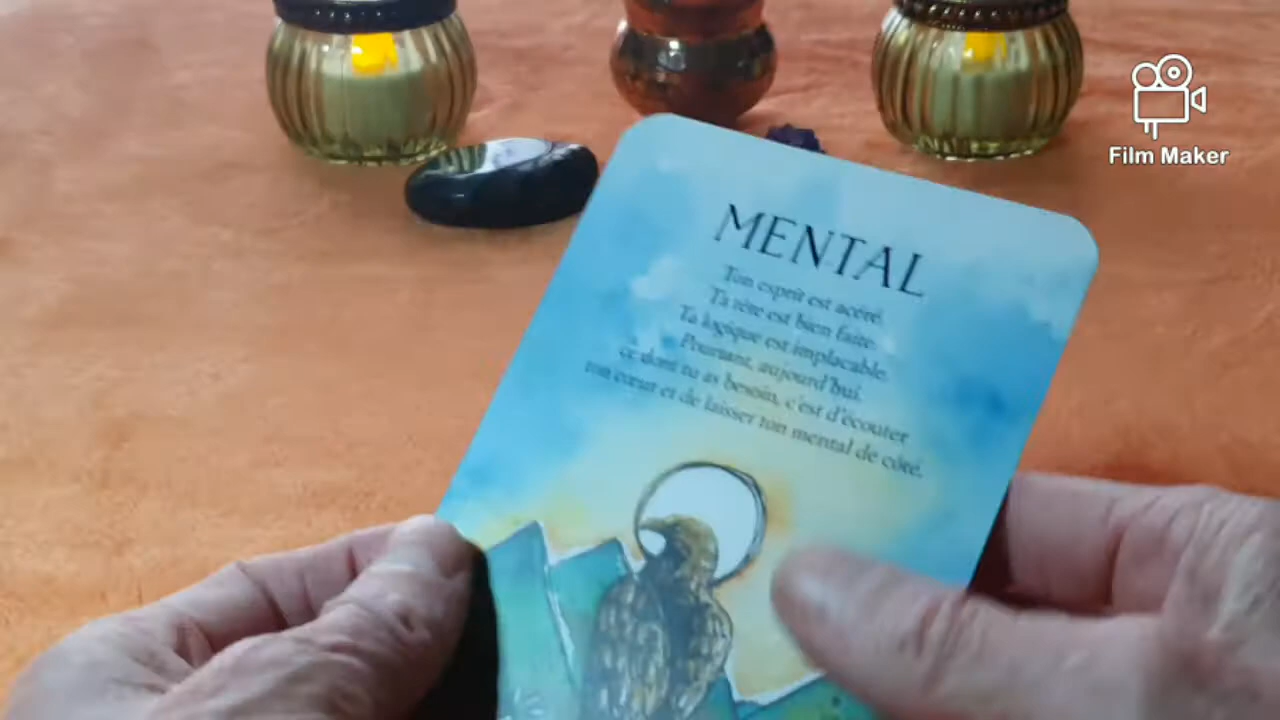 MENTAL
Ton esprit est acéré.
Ta tête est bien faite.
Ta logique est implacable.
Pourtant, aujourd'hui,
ce dont tu as besoin, c'est d'écouter
ton cœur et de laisser ton mental de côté.
Film Maker